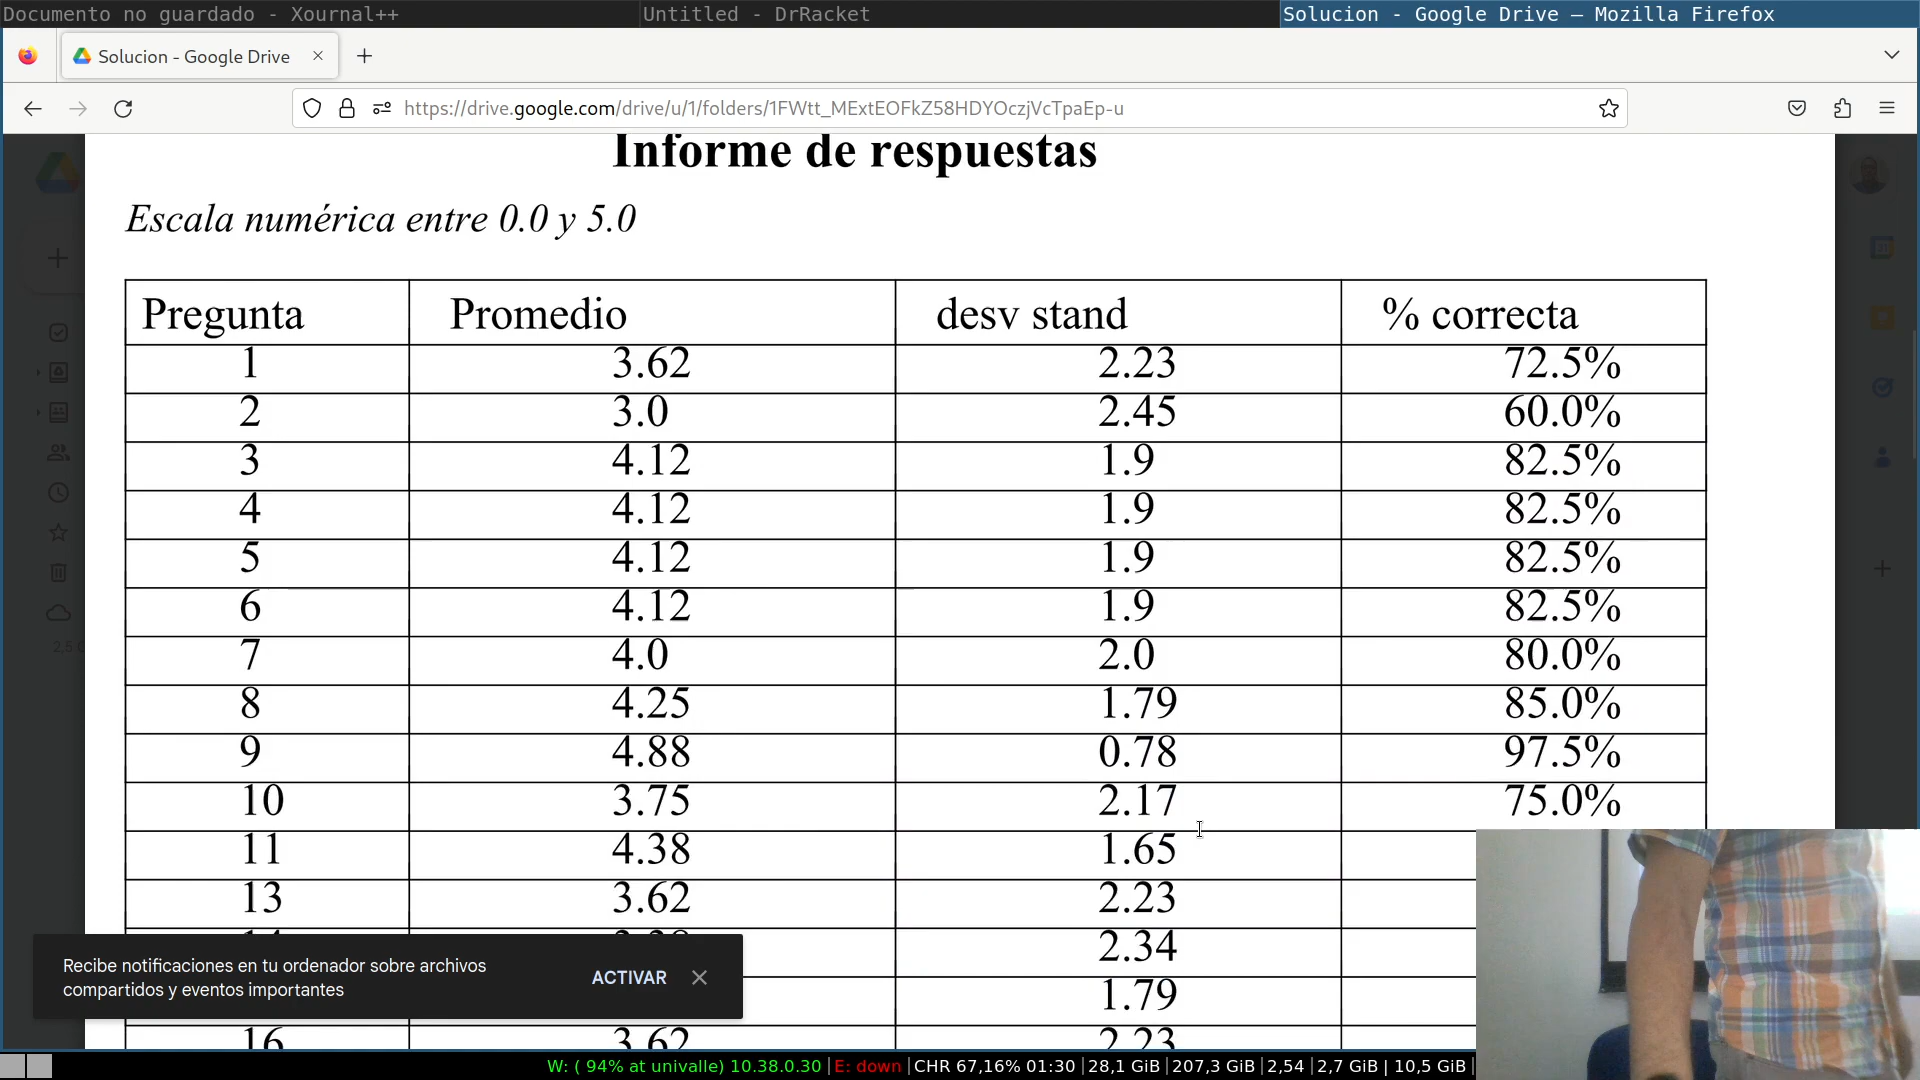 Documento no guardado - Xournal++ Untitled - DrRacket Solucion - Google Drive — Mozilla Firefox
Solucion - Google Drive
https://drive.google.com/drive/u/1/folders/1FWtt_MExtEOFkZ58HDYOczjVcTpaEp-u
Informe de respuestas
Escala numérica entre 0.0 y 5.0
Pregunta Promedio desv stand % correcta
1 3.62 2.23 72.5%
2 3.0 2.45 60.0%
3 4.12 1.9 82.5%
4 4.12 1.9 82.5%
5 4.12 1.9 82.5%
6 4.12 1.9 82.5%
7 4.0 2.0 80.0%
8 4.25 1.79 85.0%
9 4.88 0.78 97.5%
10 3.75 2.17 75.0%
11 4.38 1.65
13 3.62 2.23
2.34
1.79
16 3.62 2.23
Recibe notificaciones en tu ordenador sobre archivos
compartidos y eventos importantes
ACTIVAR
W: ( 94% at univalle) 10.38.0.30 | E: down | CHR 67,16% 01:30 | 28,1 GiB | 207,3 GiB | 2,54 | 2,7 GiB | 10,5 GiB |